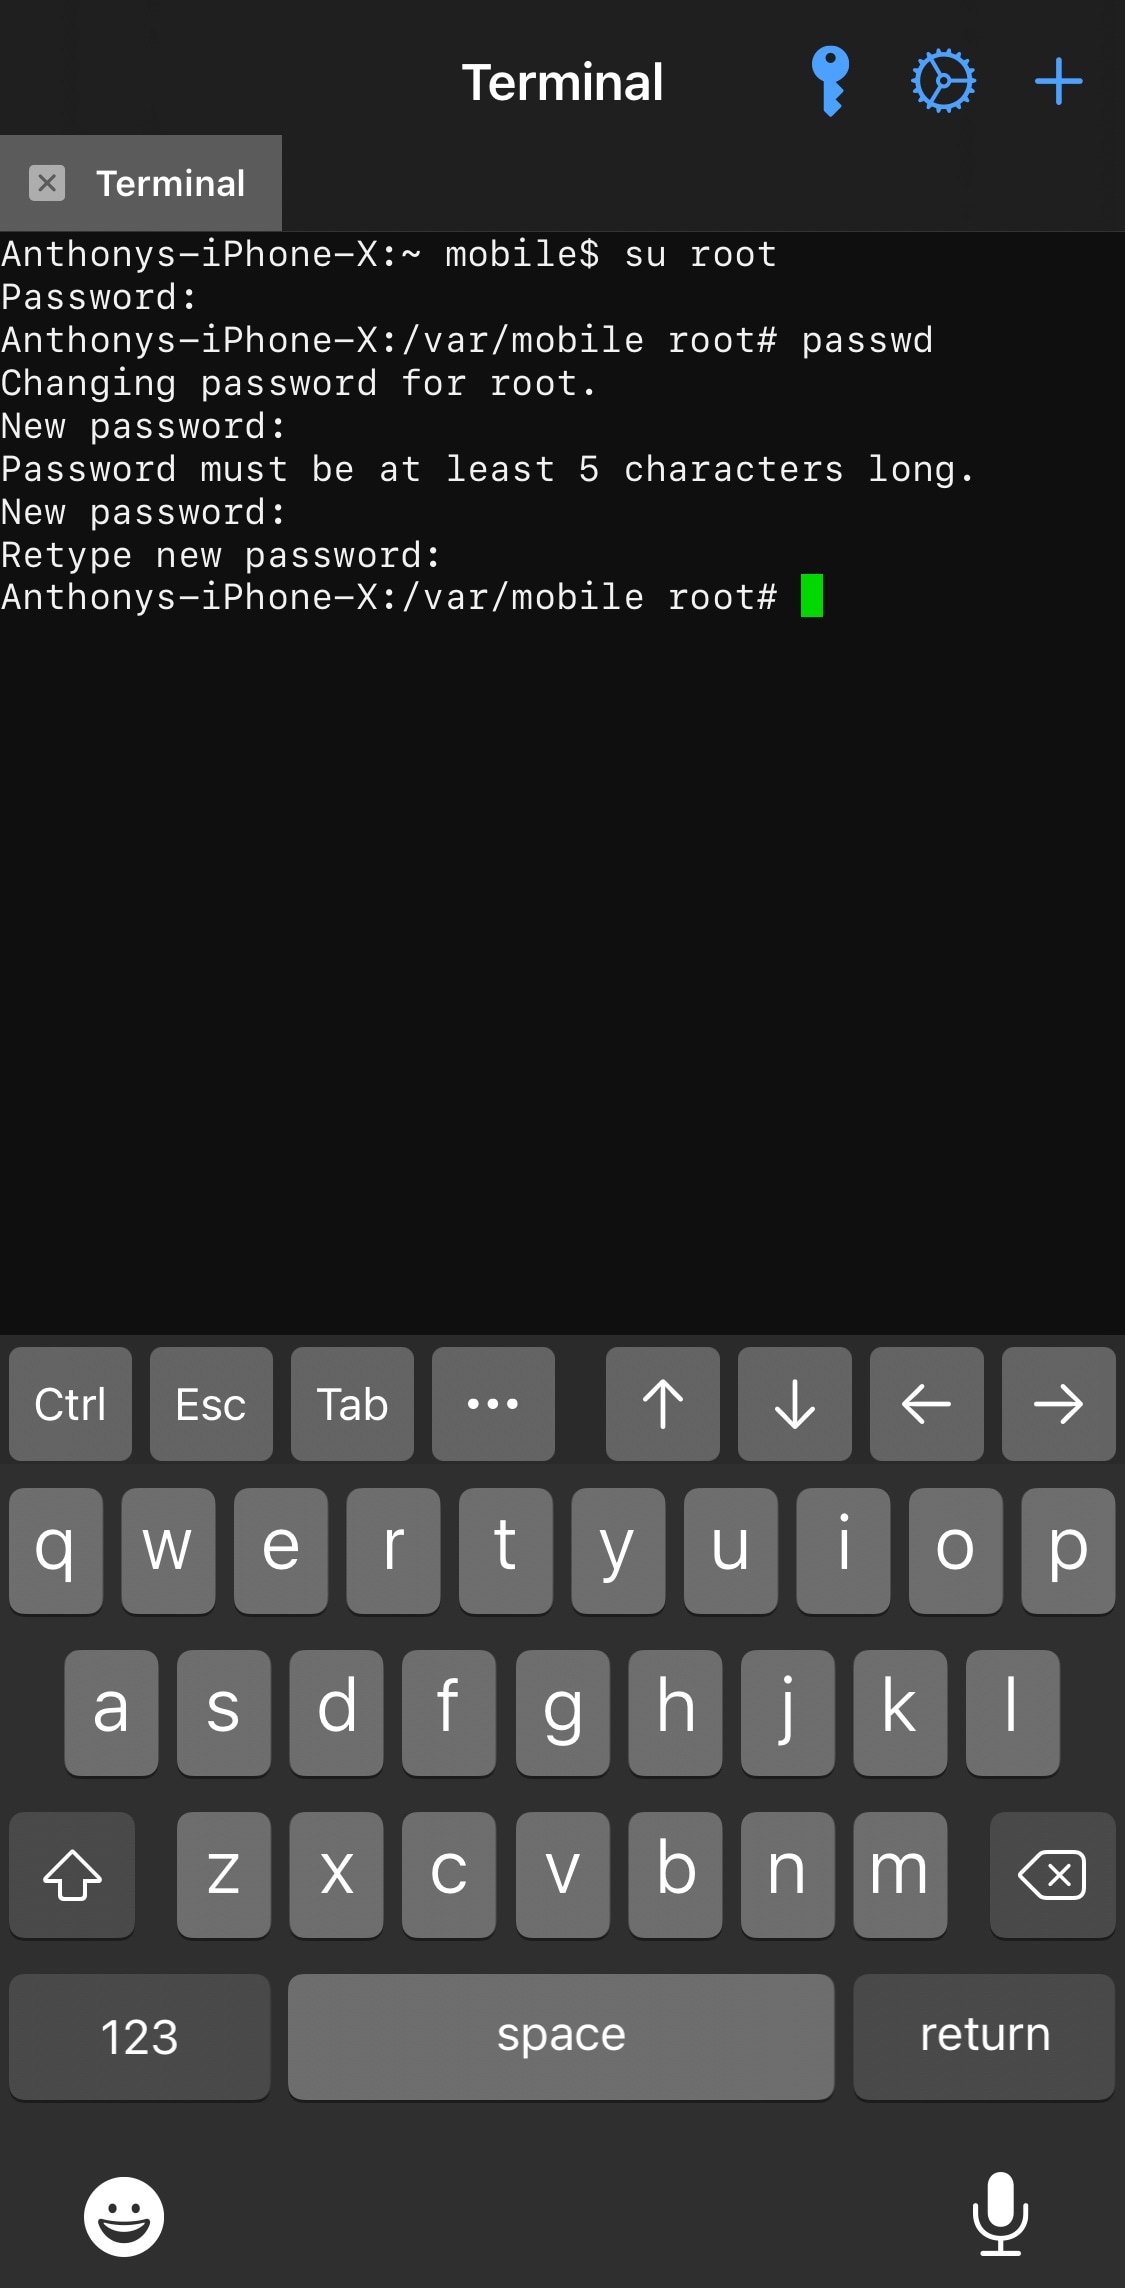 Terminal
Terminal
Anthonys-iPhone-X:~ mobile$ su root
Password:
Anthonys-iPhone-X:/var/mobile root# passwd
Changing password for root.
New password:
Password must be at least 5 characters long.
New password:
Retype new password:
Anthonys-iPhone-X:/var/mobile root#
Ctrl Esc Tab ••• ↑ ↓ ← →
q w e r t y u i o p
a s d f g h j k l
z x c v b n m
123 space return